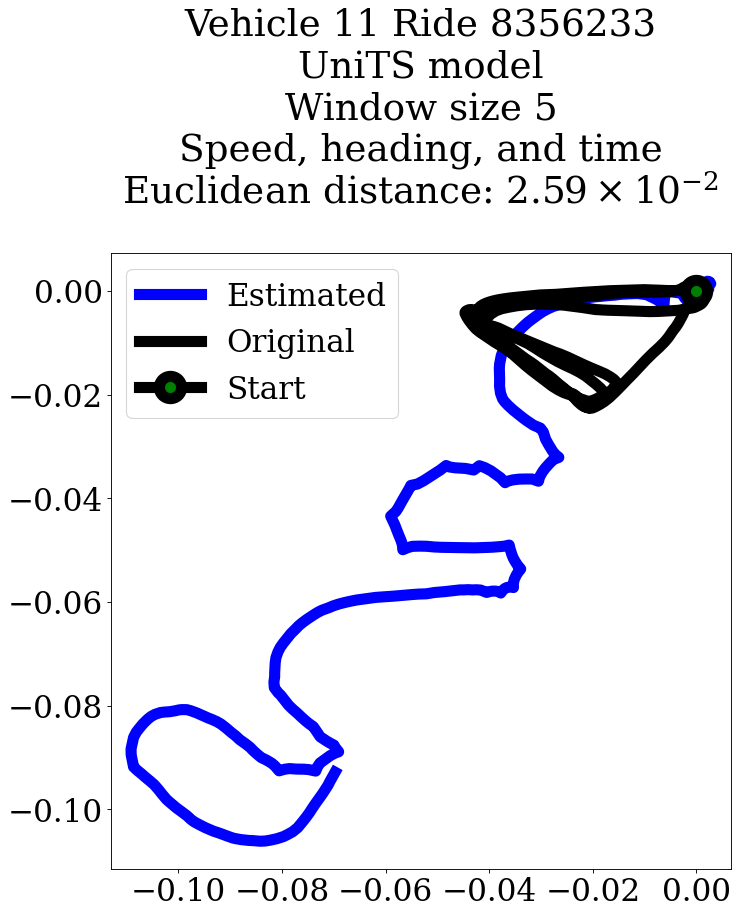 Vehicle 11 Ride 8356233
UniTS model
Window size 5
Speed, heading, and time
Euclidean distance: 2.59 × 10⁻²
Estimated
Original
Start
0.00
−0.02
−0.04
−0.06
−0.08
−0.10
−0.10 −0.08 −0.06 −0.04 −0.02 0.00